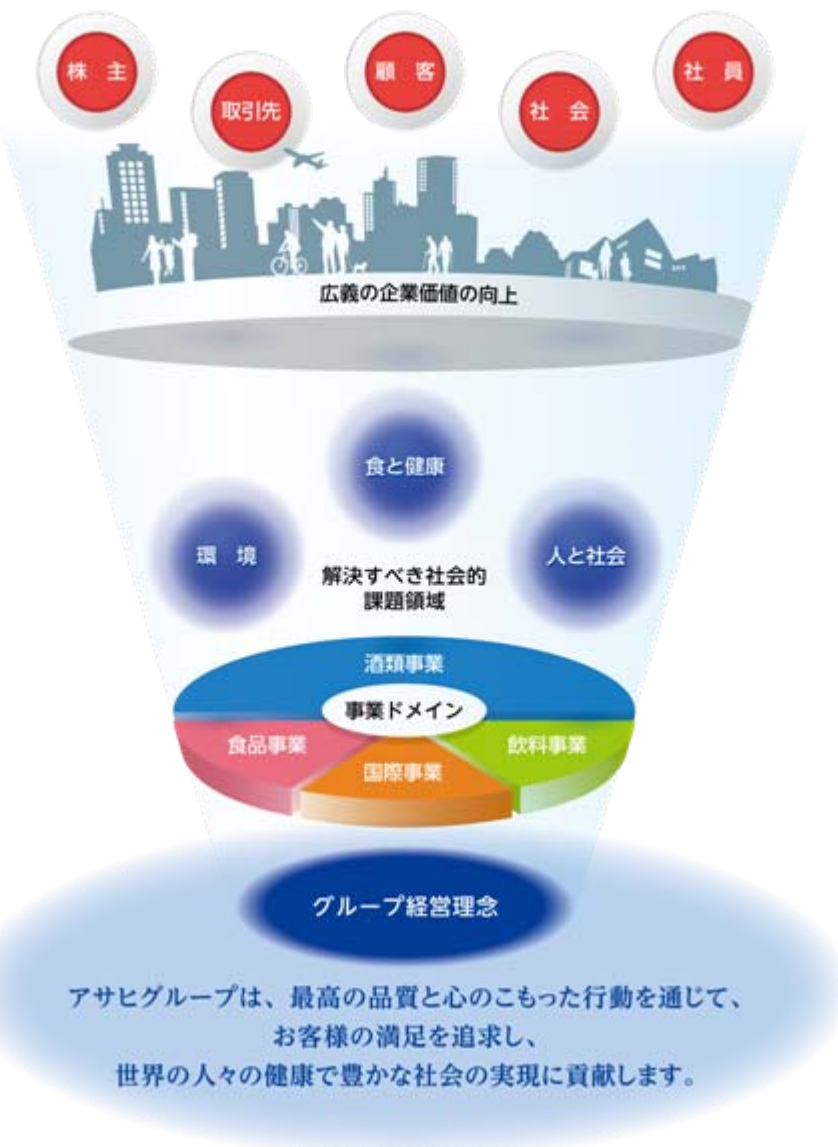 株 主
取引先
顧 客
社 会
社 員
広義の企業価値の向上
食と健康
環 境
人と社会
解決すべき社会的
課題領域
酒類事業
事業ドメイン
食品事業
国際事業
飲料事業
グループ経営理念
アサヒグループは、最高の品質と心のこもった行動を通じて、
お客様の満足を追求し、
世界の人々の健康で豊かな社会の実現に貢献します。